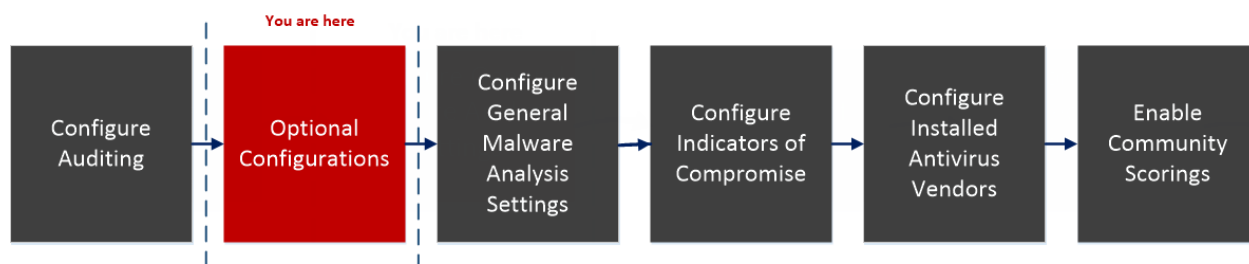 You are here
Configure
Auditing
Optional
Configurations
Configure
General
Malware
Analysis
Settings
Configure
Indicators of
Compromise
Configure
Installed
Antivirus
Vendors
Enable
Community
Scorings